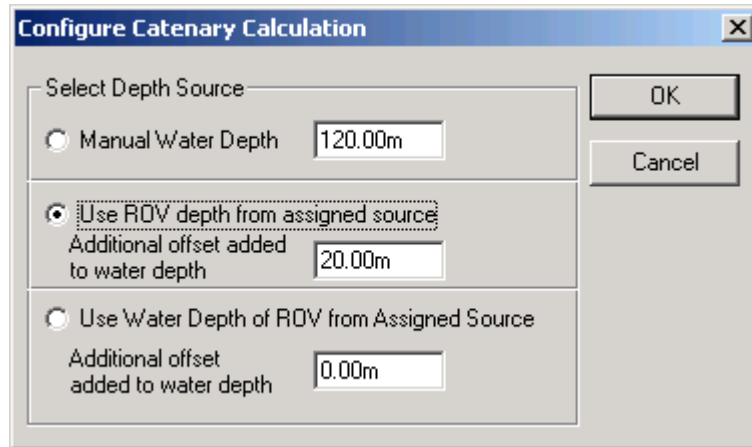 Configure Catenary Calculation
Select Depth Source
Manual Water Depth 120.00m
OK
Cancel
Use ROV depth from assigned source
Additional offset added
to water depth 20.00m
Use Water Depth of ROV from Assigned Source
Additional offset
added to water depth 0.00m